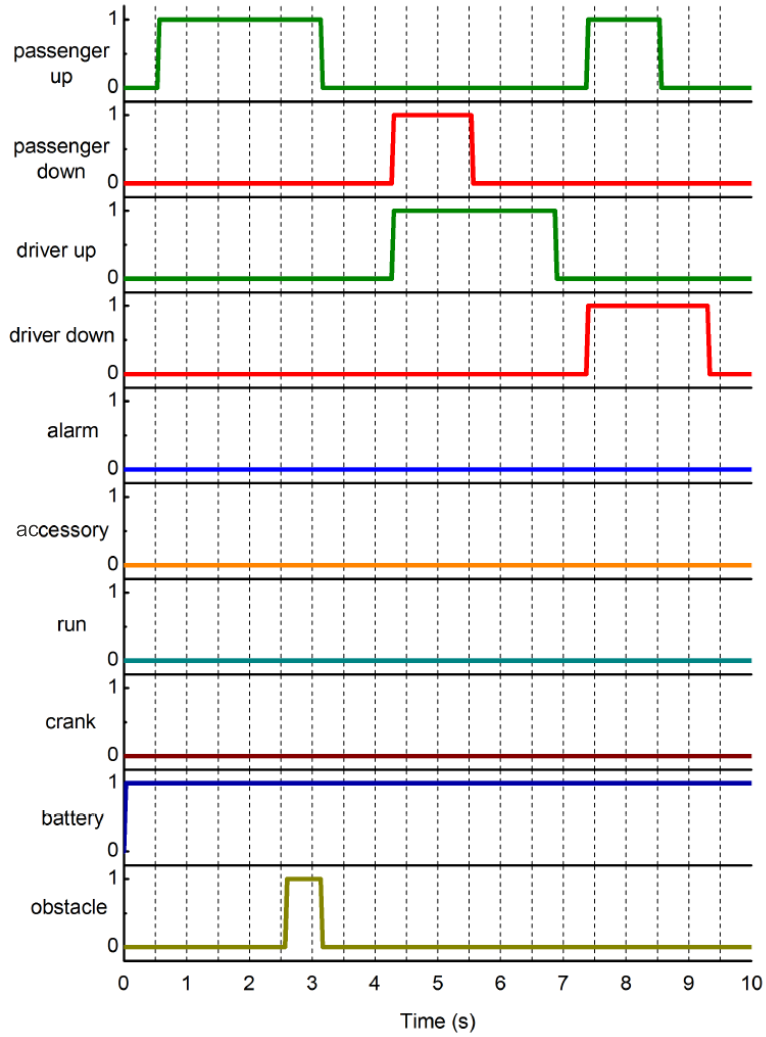 1
passenger
up
0
1
passenger
down
0
1
driver up
0
1
driver down
0
1
alarm
0
1
accessory
0
1
run
0
1
crank
0
1
battery
0
1
obstacle
0
0 1 2 3 4 5 6 7 8 9 10
Time (s)